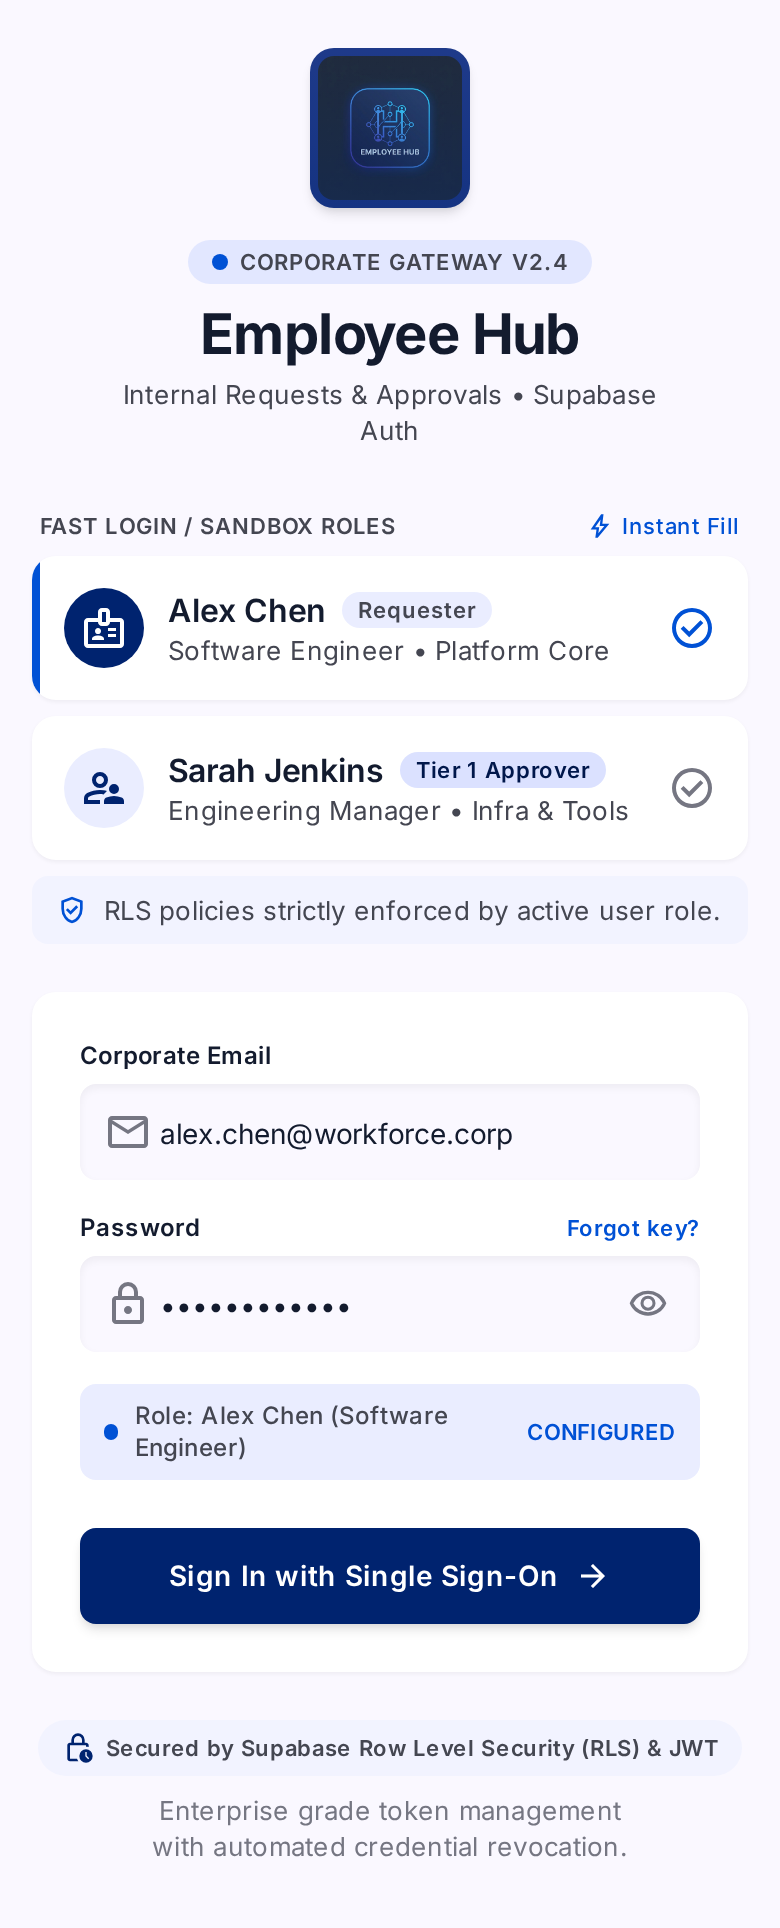 EMPLOYEE HUB
CORPORATE GATEWAY V2.4
Employee Hub
Internal Requests & Approvals • Supabase
Auth
FAST LOGIN / SANDBOX ROLES
Instant Fill
Alex Chen
Requester
Software Engineer • Platform Core
Sarah Jenkins
Tier 1 Approver
Engineering Manager • Infra & Tools
RLS policies strictly enforced by active user role.
Corporate Email
alex.chen@workforce.corp
Password
Forgot key?
••••••••••••
Role: Alex Chen (Software
Engineer)
CONFIGURED
Sign In with Single Sign-On
Secured by Supabase Row Level Security (RLS) & JWT
Enterprise grade token management
with automated credential revocation.